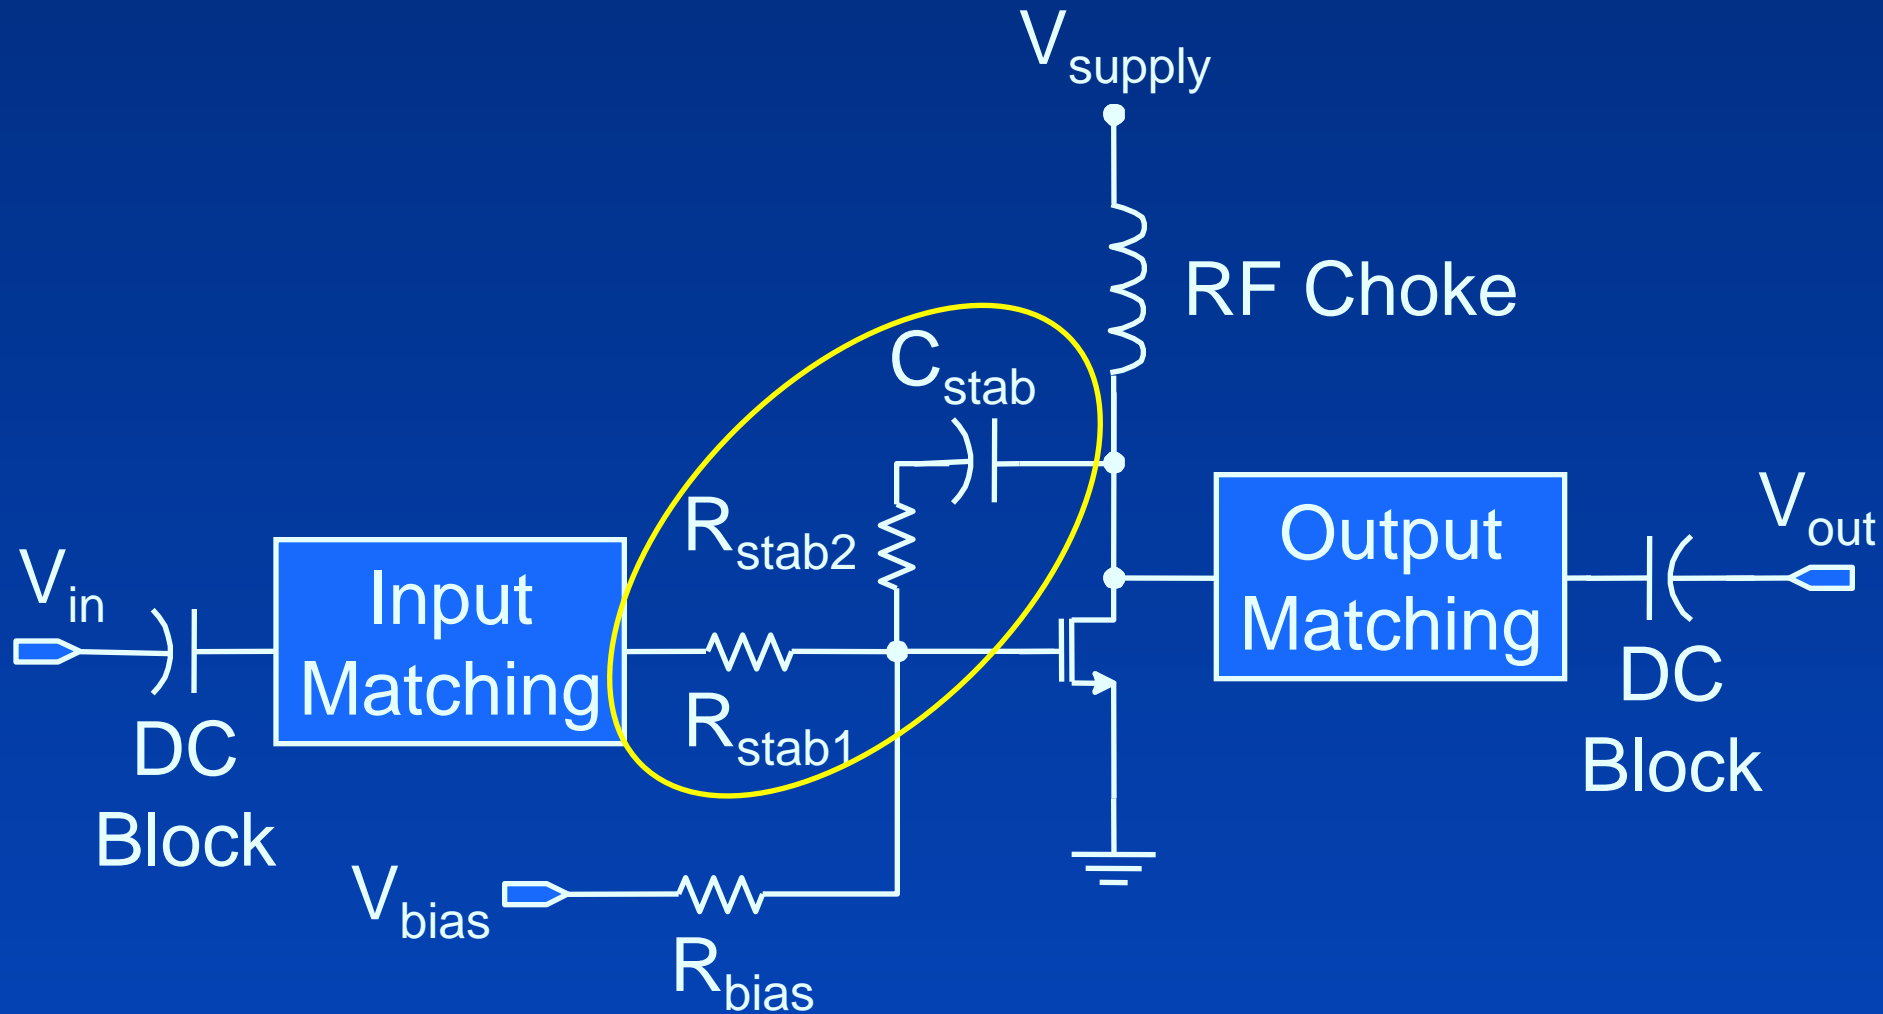 Vsupply
RF Choke
Cstab
Rstab2
Output
Matching
Vout
Vin
Input
Matching
Rstab1
DC
Block
DC
Block
Vbias
Rbias